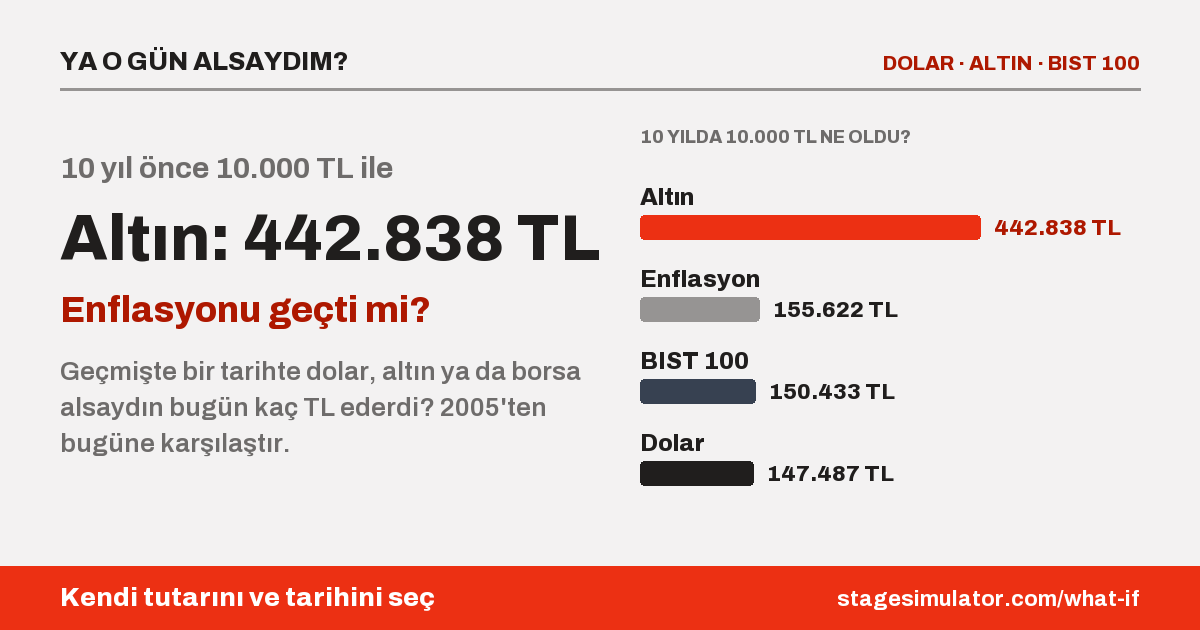 YA O GÜN ALSAYDIM?
DOLAR · ALTIN · BIST 100
10 yıl önce 10.000 TL ile
Altın: 442.838 TL
Enflasyonu geçti mi?
Geçmişte bir tarihte dolar, altın ya da borsa
alsaydın bugün kaç TL ederdi? 2005'ten
bugüne karşılaştır.
10 YILDA 10.000 TL NE OLDU?
Altın
442.838 TL
Enflasyon
155.622 TL
BIST 100
150.433 TL
Dolar
147.487 TL
Kendi tutarını ve tarihini seç
stagesimulator.com/what-if